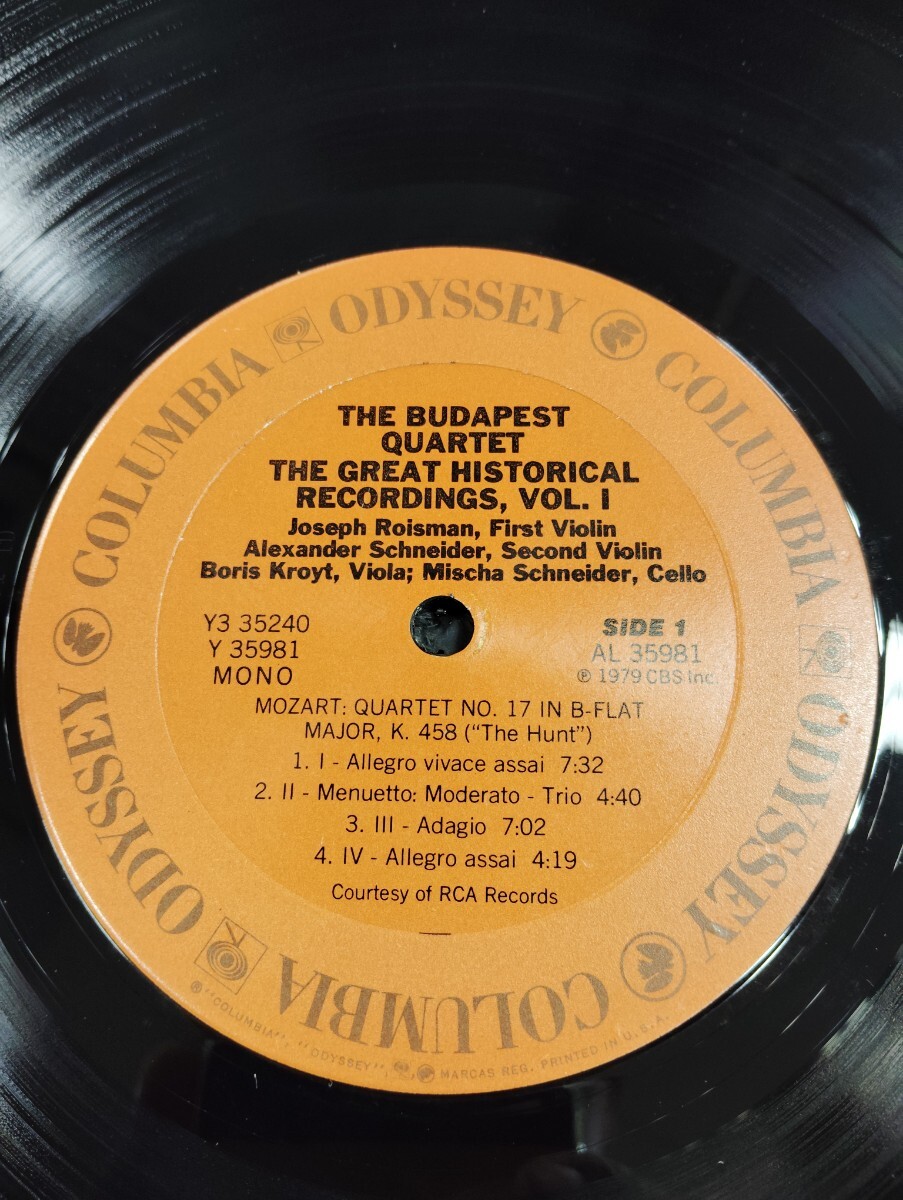 COLUMBIA ODYSSEY COLUMBIA ODYSSEY COLUMBIA ODYSSEY
THE BUDAPEST
QUARTET
THE GREAT HISTORICAL
RECORDINGS, VOL. I
Joseph Roisman, First Violin
Alexander Schneider, Second Violin
Boris Kroyt, Viola; Mischa Schneider, Cello
Y3 35240
Y 35981
MONO
SIDE 1
AL 35981
℗ 1979 CBS Inc.
MOZART: QUARTET NO. 17 IN B-FLAT
MAJOR, K. 458 ("The Hunt")
1. I - Allegro vivace assai 7:32
2. II - Menuetto: Moderato - Trio 4:40
3. III - Adagio 7:02
4. IV - Allegro assai 4:19
Courtesy of RCA Records
® "COLUMBIA", "ODYSSEY", MARCAS REG. PRINTED IN U.S.A.